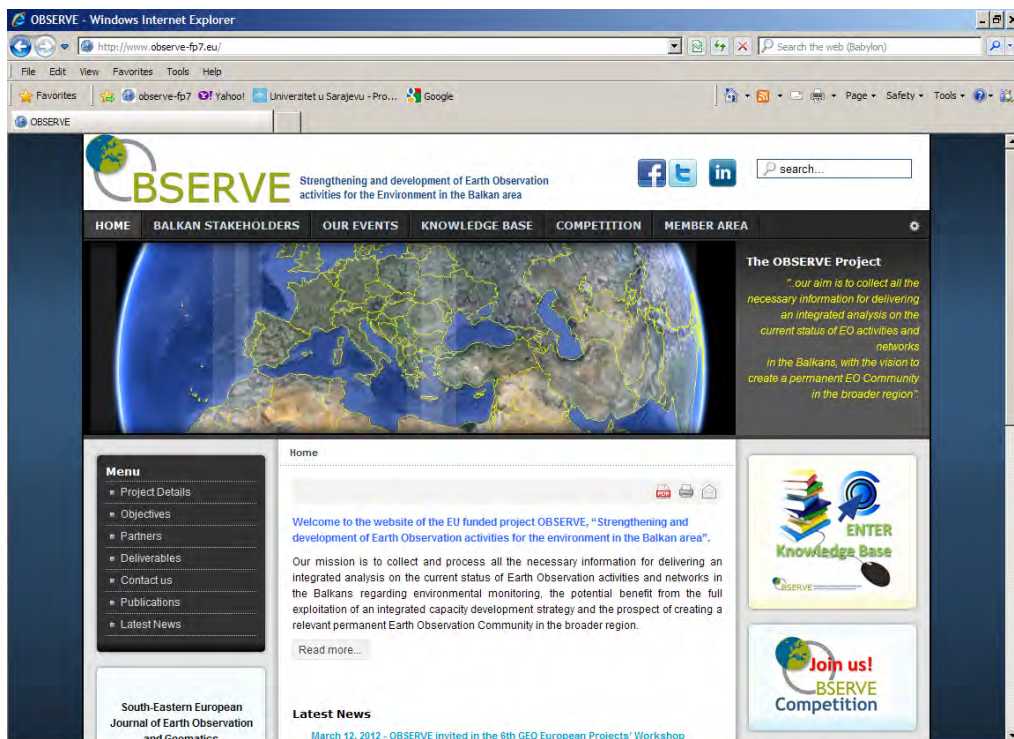 OBSERVE - Windows Internet Explorer
http://www.observe-fp7.eu/
Search the web (Babylon)
File Edit View Favorites Tools Help
Favorites observe-fp7 Yahoo! Univerzitet u Sarajevu - Pro... Google
Page Safety Tools
OBSERVE
OBSERVE
Strengthening and development of Earth Observation
activities for the Environment in the Balkan area
search...
HOME BALKAN STAKEHOLDERS OUR EVENTS KNOWLEDGE BASE COMPETITION MEMBER AREA
The OBSERVE Project
"..our aim is to collect all the
necessary information for delivering
an integrated analysis on the
current status of EO activities and
networks
in the Balkans, with the vision to
create a permanent EO Community
in the broader region".
Menu
Project Details
Objectives
Partners
Deliverables
Contact us
Publications
Latest News
South-Eastern European
Journal of Earth Observation
and Geomatics
Home
PDF
Welcome to the website of the EU funded project OBSERVE, “Strengthening and
development of Earth Observation activities for the environment in the Balkan area”.
Our mission is to collect and process all the necessary information for delivering an
integrated analysis on the current status of Earth Observation activities and networks in
the Balkans regarding environmental monitoring, the potential benefit from the full
exploitation of an integrated capacity development strategy and the prospect of creating a
relevant permanent Earth Observation Community in the broader region.
Read more...
Latest News
March 12, 2012 - OBSERVE invited in the 6th GEO European Projects' Workshop
ENTER
Knowledge Base
OBSERVE
Join us!
OBSERVE
Competition